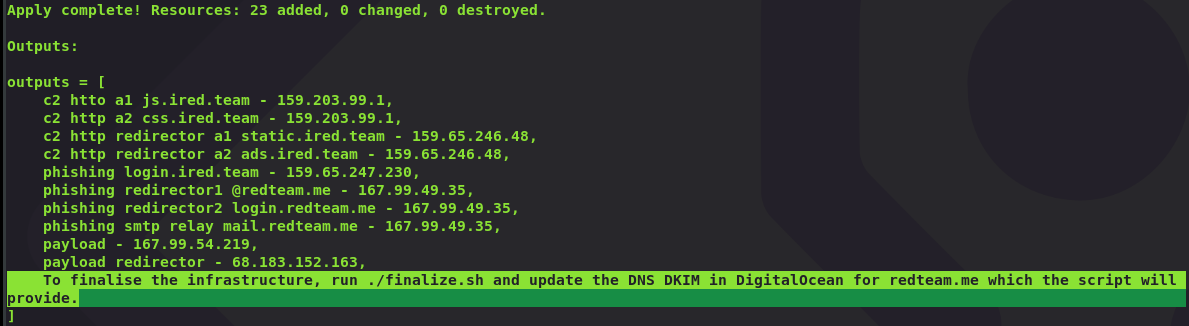 Apply complete! Resources: 23 added, 0 changed, 0 destroyed.
Outputs:
outputs = [
    c2 htto a1 js.ired.team - 159.203.99.1,
    c2 http a2 css.ired.team - 159.203.99.1,
    c2 http redirector a1 static.ired.team - 159.65.246.48,
    c2 http redirector a2 ads.ired.team - 159.65.246.48,
    phishing login.ired.team - 159.65.247.230,
    phishing redirector1 @redteam.me - 167.99.49.35,
    phishing redirector2 login.redteam.me - 167.99.49.35,
    phishing smtp relay mail.redteam.me - 167.99.49.35,
    payload - 167.99.54.219,
    payload redirector - 68.183.152.163,
    To finalise the infrastructure, run ./finalize.sh and update the DNS DKIM in DigitalOcean for redteam.me which the script will
provide.
]